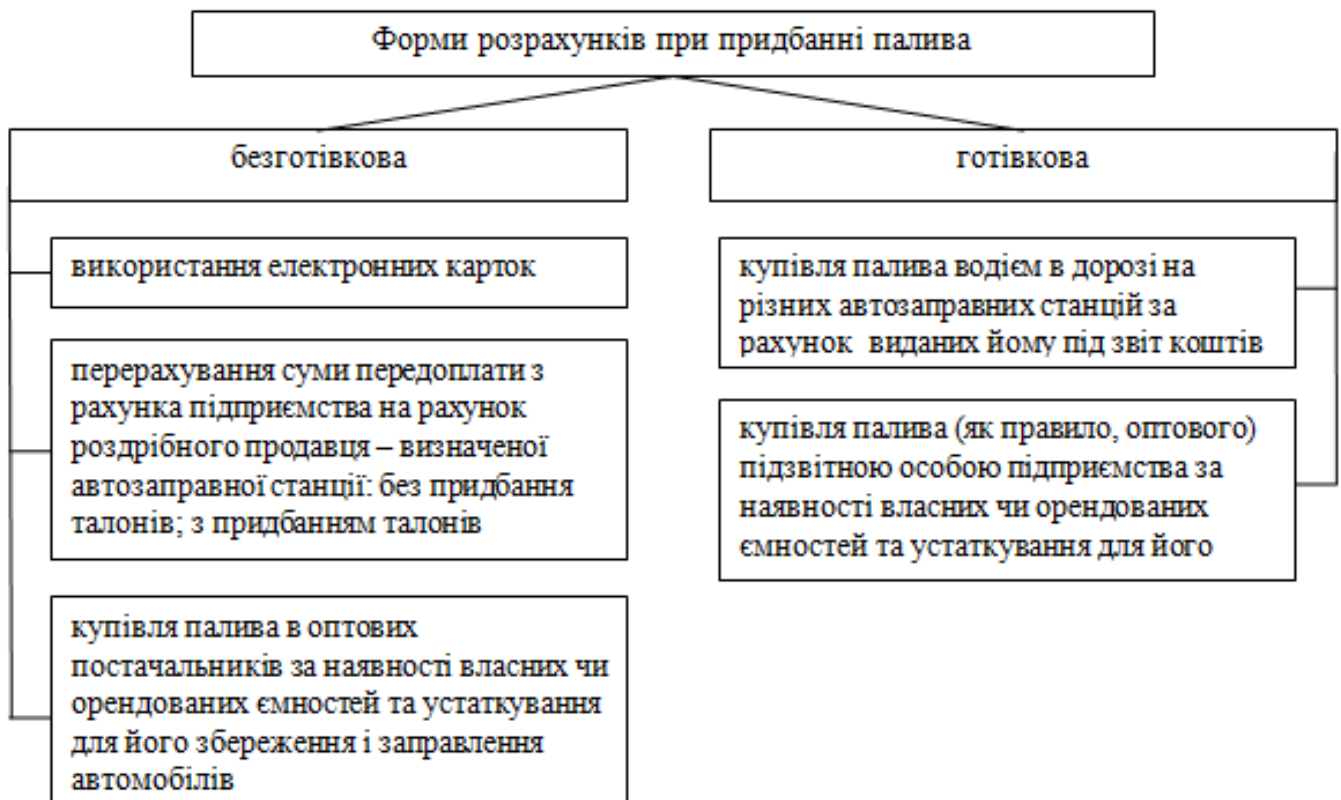 Форми розрахунків при придбанні палива
безготівкова
використання електронних карток
перерахування суми передоплати з
рахунка підприємства на рахунок
роздрібного продавця – визначеної
автозаправної станції: без придбання
талонів; з придбанням талонів
купівля палива в оптових
постачальників за наявності власних чи
орендованих ємностей та устаткування
для його збереження і заправлення
автомобілів
готівкова
купівля палива водієм в дорозі на
різних автозаправних станцій за
рахунок виданих йому під звіт коштів
купівля палива (як правило, оптового)
підзвітною особою підприємства за
наявності власних чи орендованих
ємностей та устаткування для його